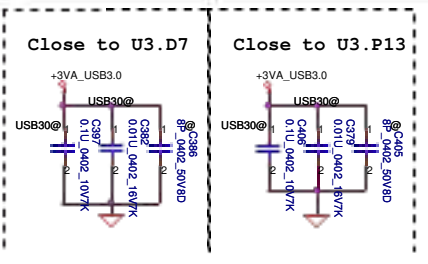 Close to U3.D7
+3VA_USB3.0
USB30@
USB30@
1
1
1
2
2
2
C397
0.1U_0402_10V7K
C382
0.01U_0402_16V7K
@C386
8P_0402_50V8D
Close to U3.P13
+3VA_USB3.0
USB30@
USB30@
1
1
1
2
2
2
C406
0.1U_0402_10V7K
C379
0.01U_0402_16V7K
@C405
8P_0402_50V8D